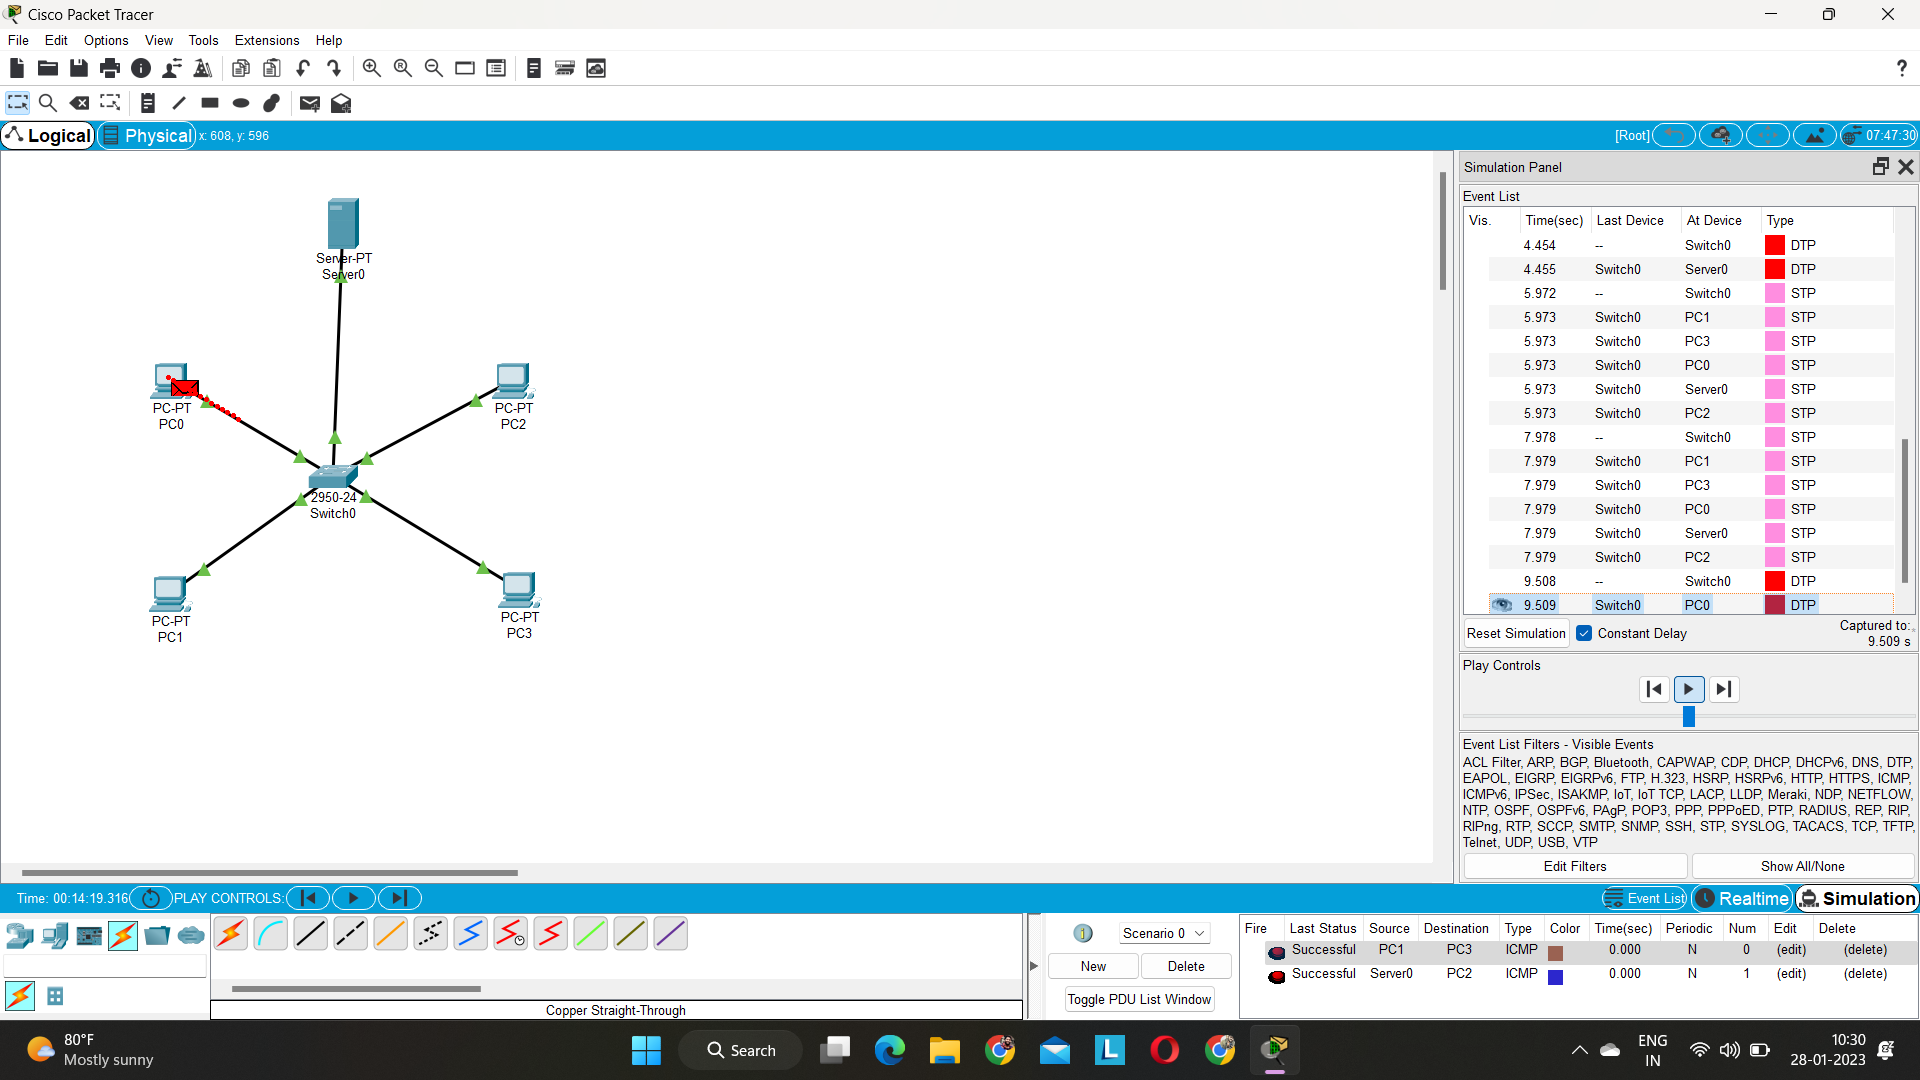 Cisco Packet Tracer
File Edit Options View Tools Extensions Help
Logical Physical x: 608, y: 596 [Root] 07:47:30
Server-PT
Server0
PC-PT
PC0
PC-PT
PC2
2950-24
Switch0
PC-PT
PC1
PC-PT
PC3
Simulation Panel
Event List
Vis. Time(sec) Last Device At Device Type
4.454 -- Switch0 DTP
4.455 Switch0 Server0 DTP
5.972 -- Switch0 STP
5.973 Switch0 PC1 STP
5.973 Switch0 PC3 STP
5.973 Switch0 PC0 STP
5.973 Switch0 Server0 STP
5.973 Switch0 PC2 STP
7.978 -- Switch0 STP
7.979 Switch0 PC1 STP
7.979 Switch0 PC3 STP
7.979 Switch0 PC0 STP
7.979 Switch0 Server0 STP
7.979 Switch0 PC2 STP
9.508 -- Switch0 DTP
9.509 Switch0 PC0 DTP
Reset Simulation Constant Delay Captured to:
9.509 s
Play Controls
Event List Filters - Visible Events
ACL Filter, ARP, BGP, Bluetooth, CAPWAP, CDP, DHCP, DHCPv6, DNS, DTP,
EAPOL, EIGRP, EIGRPv6, FTP, H.323, HSRP, HSRPv6, HTTP, HTTPS, ICMP,
ICMPv6, IPSec, ISAKMP, IoT, IoT TCP, LACP, LLDP, Meraki, NDP, NETFLOW,
NTP, OSPF, OSPFv6, PAgP, POP3, PPP, PPPoED, PTP, RADIUS, REP, RIP,
RIPng, RTP, SCCP, SMTP, SNMP, SSH, STP, SYSLOG, TACACS, TCP, TFTP,
Telnet, UDP, USB, VTP
Edit Filters Show All/None
Time: 00:14:19.316 PLAY CONTROLS: Event List Realtime Simulation
Scenario 0
New Delete
Toggle PDU List Window
Fire Last Status Source Destination Type Color Time(sec) Periodic Num Edit Delete
Successful PC1 PC3 ICMP 0.000 N 0 (edit) (delete)
Successful Server0 PC2 ICMP 0.000 N 1 (edit) (delete)
Copper Straight-Through
80°F
Mostly sunny
Search
ENG
IN
10:30
28-01-2023